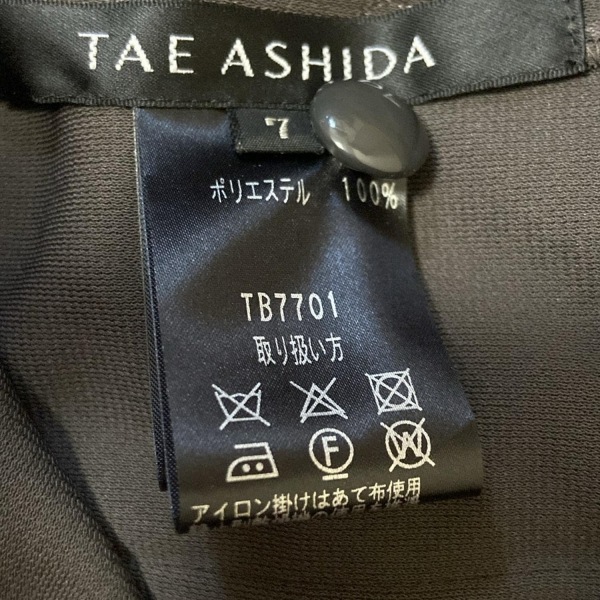 TAE ASHIDA
7
ポリエステル 100%
TB7701
取り扱い方
F
W
アイロン掛けはあて布使用